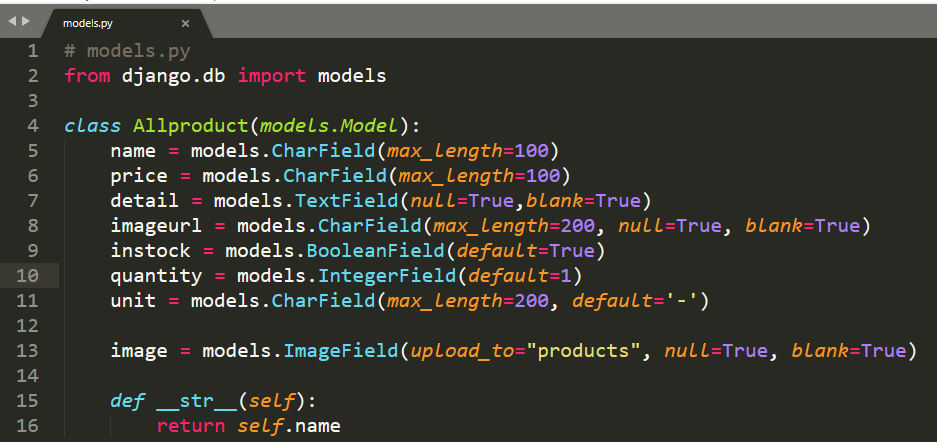 models.py
1 # models.py
2 from django.db import models
3
4 class Allproduct(models.Model):
5     name = models.CharField(max_length=100)
6     price = models.CharField(max_length=100)
7     detail = models.TextField(null=True,blank=True)
8     imageurl = models.CharField(max_length=200, null=True, blank=True)
9     instock = models.BooleanField(default=True)
10     quantity = models.IntegerField(default=1)
11     unit = models.CharField(max_length=200, default='-')
12
13     image = models.ImageField(upload_to="products", null=True, blank=True)
14
15     def __str__(self):
16         return self.name